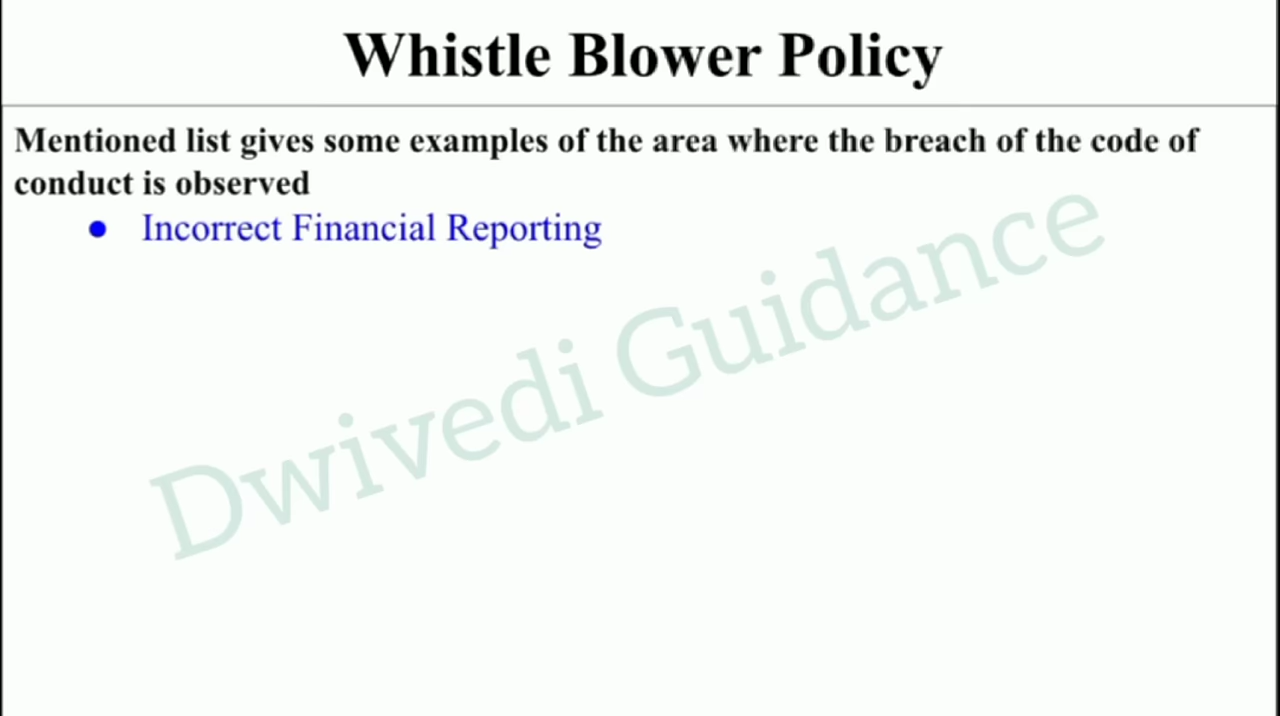 Whistle Blower Policy
Mentioned list gives some examples of the area where the breach of the code of
conduct is observed
● Incorrect Financial Reporting
Dwivedi Guidance